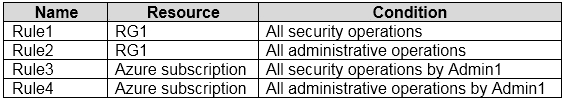 Name Resource Condition
Rule1 RG1 All security operations
Rule2 RG1 All administrative operations
Rule3 Azure subscription All security operations by Admin1
Rule4 Azure subscription All administrative operations by Admin1